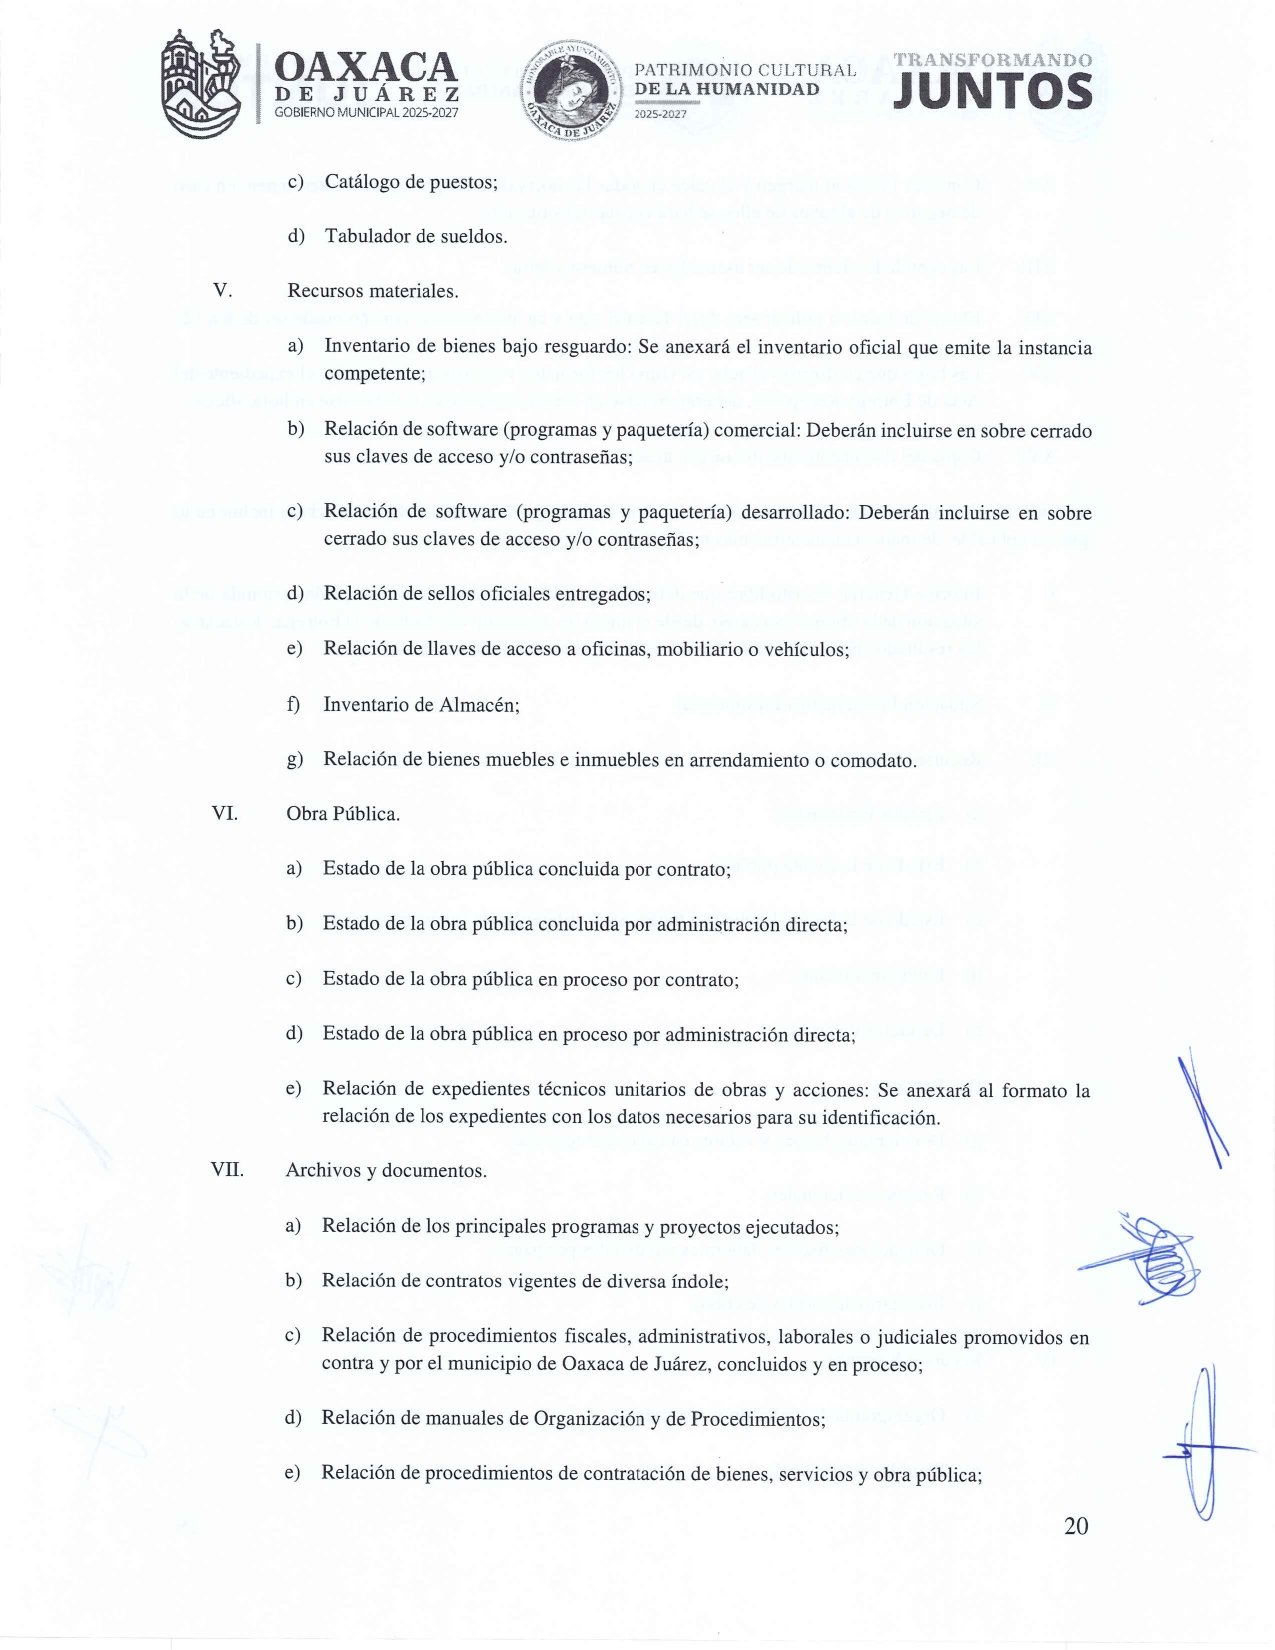 OAXACA
DE JUÁREZ
GOBIERNO MUNICIPAL 2025-2027
HONORABLE AYUNTAMIENTO
OAXACA DE JUÁREZ
PATRIMONIO CULTURAL
DE LA HUMANIDAD
2025-2027
TRANSFORMANDO
JUNTOS
c) Catálogo de puestos;
d) Tabulador de sueldos.
V. Recursos materiales.
a) Inventario de bienes bajo resguardo: Se anexará el inventario oficial que emite la instancia
competente;
b) Relación de software (programas y paquetería) comercial: Deberán incluirse en sobre cerrado
sus claves de acceso y/o contraseñas;
c) Relación de software (programas y paquetería) desarrollado: Deberán incluirse en sobre
cerrado sus claves de acceso y/o contraseñas;
d) Relación de sellos oficiales entregados;
e) Relación de llaves de acceso a oficinas, mobiliario o vehículos;
f) Inventario de Almacén;
g) Relación de bienes muebles e inmuebles en arrendamiento o comodato.
VI. Obra Pública.
a) Estado de la obra pública concluida por contrato;
b) Estado de la obra pública concluida por administración directa;
c) Estado de la obra pública en proceso por contrato;
d) Estado de la obra pública en proceso por administración directa;
e) Relación de expedientes técnicos unitarios de obras y acciones: Se anexará al formato la
relación de los expedientes con los datos necesarios para su identificación.
VII. Archivos y documentos.
a) Relación de los principales programas y proyectos ejecutados;
b) Relación de contratos vigentes de diversa índole;
c) Relación de procedimientos fiscales, administrativos, laborales o judiciales promovidos en
contra y por el municipio de Oaxaca de Juárez, concluidos y en proceso;
d) Relación de manuales de Organización y de Procedimientos;
e) Relación de procedimientos de contratación de bienes, servicios y obra pública;
20